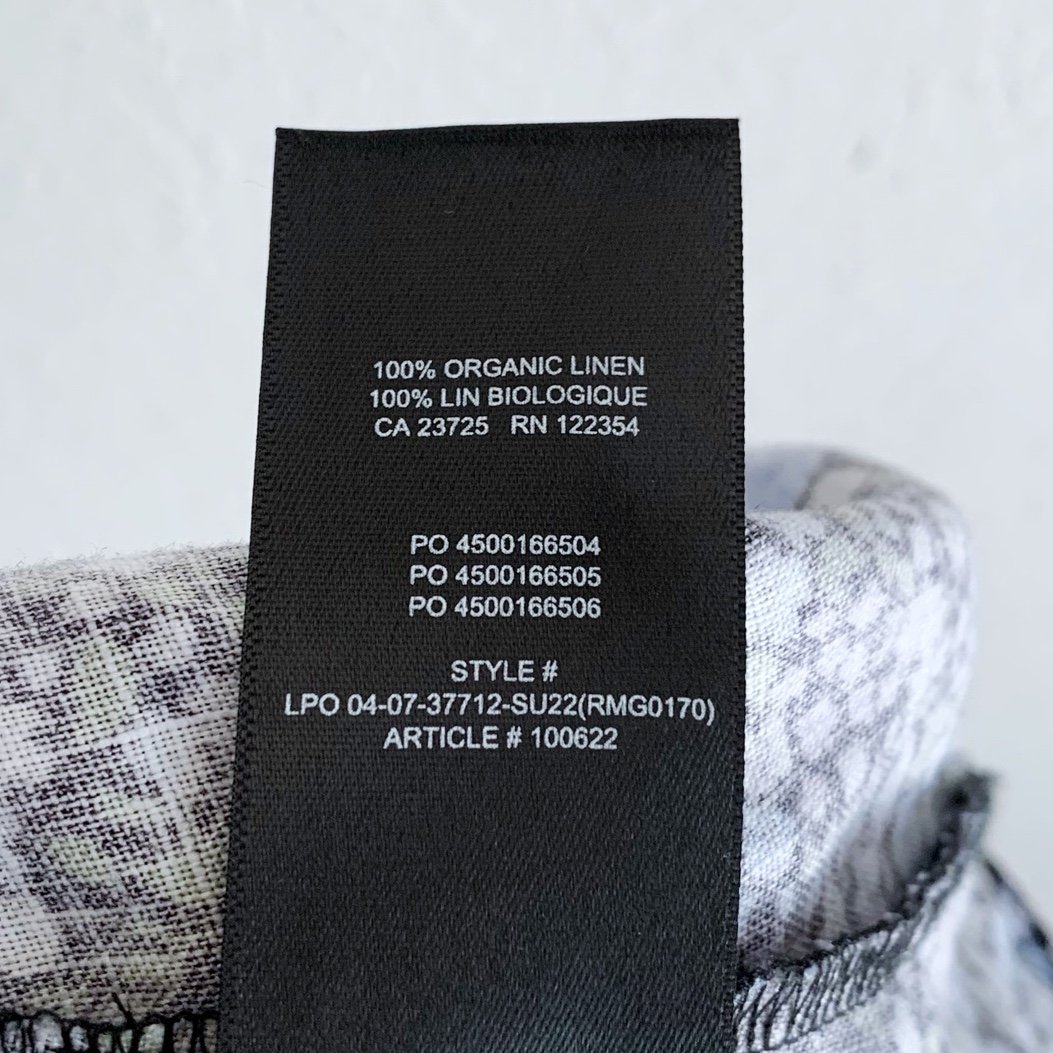 100% ORGANIC LINEN
100% LIN BIOLOGIQUE
CA 23725 RN 122354
PO 4500166504
PO 4500166505
PO 4500166506
STYLE #
LPO 04-07-37712-SU22(RMG0170)
ARTICLE # 100622